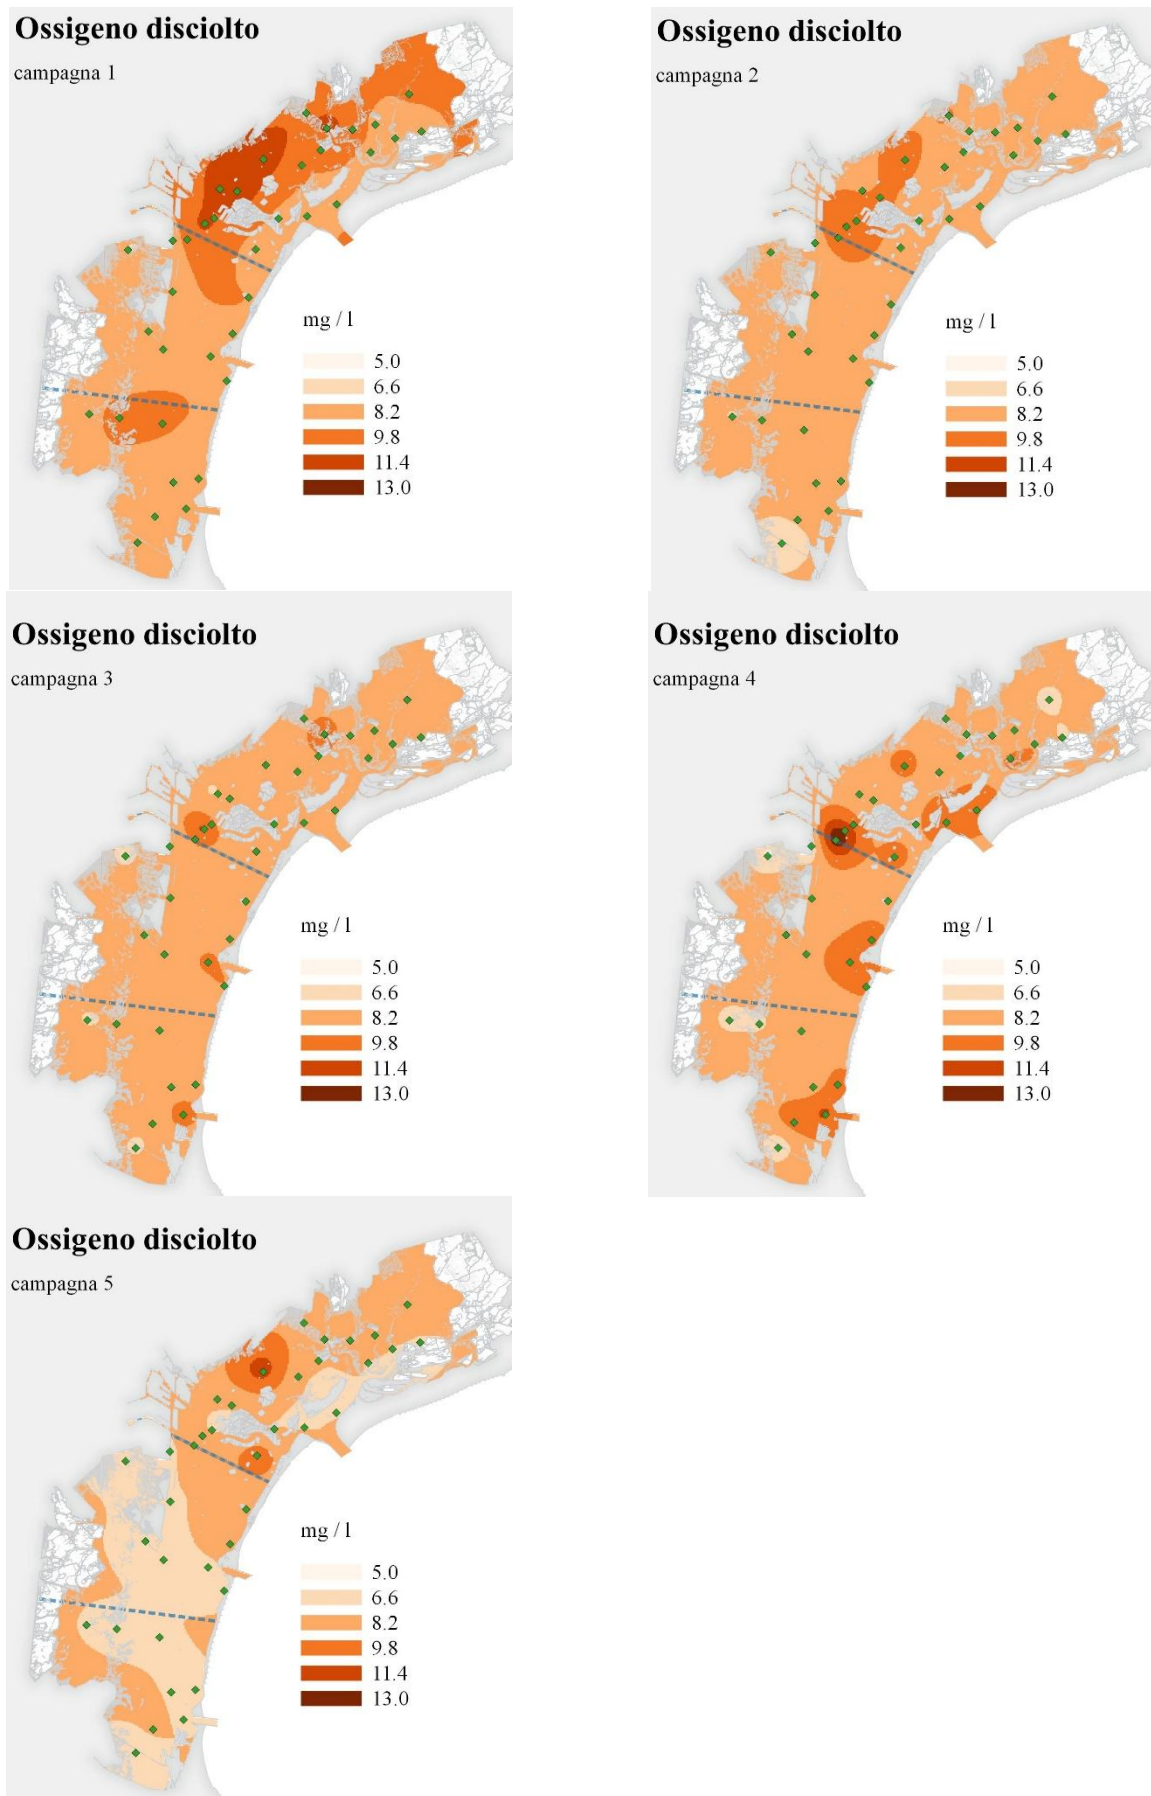 Ossigeno disciolto
campagna 1
mg / l
5.0
6.6
8.2
9.8
11.4
13.0
Ossigeno disciolto
campagna 2
mg / l
5.0
6.6
8.2
9.8
11.4
13.0
Ossigeno disciolto
campagna 3
mg / l
5.0
6.6
8.2
9.8
11.4
13.0
Ossigeno disciolto
campagna 4
mg / l
5.0
6.6
8.2
9.8
11.4
13.0
Ossigeno disciolto
campagna 5
mg / l
5.0
6.6
8.2
9.8
11.4
13.0